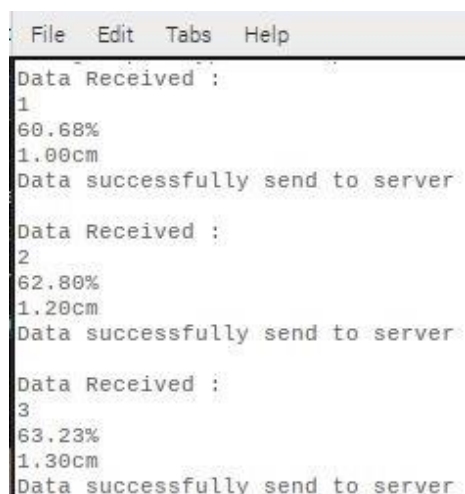 File Edit Tabs Help
Data Received :
1
60.68%
1.00cm
Data successfully send to server
Data Received :
2
62.80%
1.20cm
Data successfully send to server
Data Received :
3
63.23%
1.30cm
Data successfully send to server